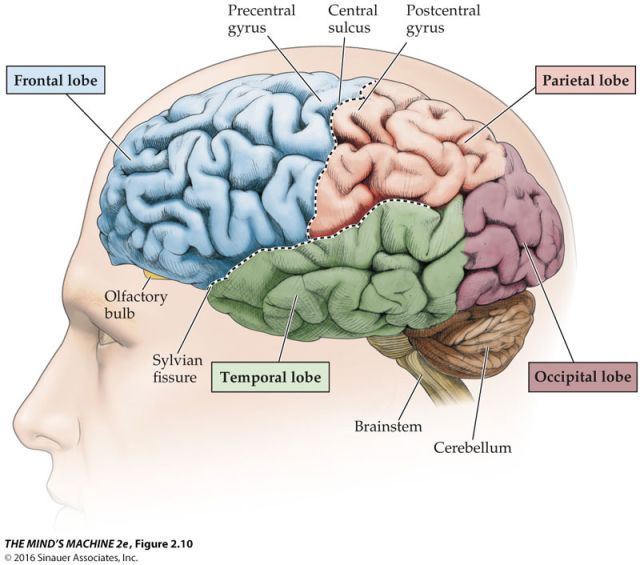 Precentral
gyrus
Central
sulcus
Postcentral
gyrus
Frontal lobe
Parietal lobe
Olfactory
bulb
Sylvian
fissure
Temporal lobe
Occipital lobe
Brainstem
Cerebellum
THE MIND'S MACHINE 2e, Figure 2.10
© 2016 Sinauer Associates, Inc.